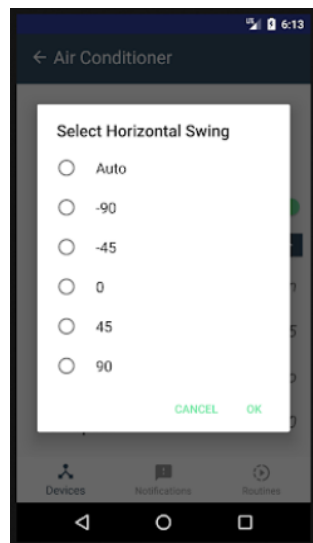 6:13
Air Conditioner
Select Horizontal Swing
Auto
-90
-45
0
45
90
CANCEL OK
Devices Notifications Routines